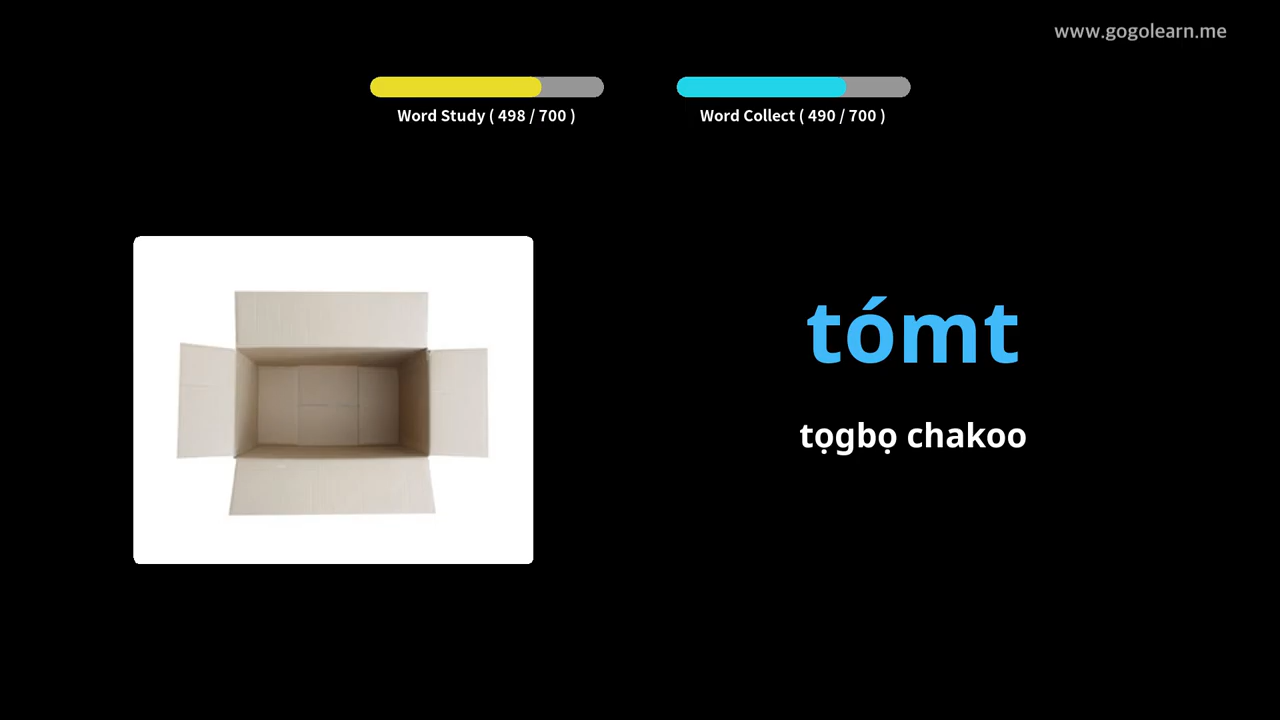 www.gogolearn.me
Word Study ( 498 / 700 )
Word Collect ( 490 / 700 )
tómt
tọgbọ chakoo